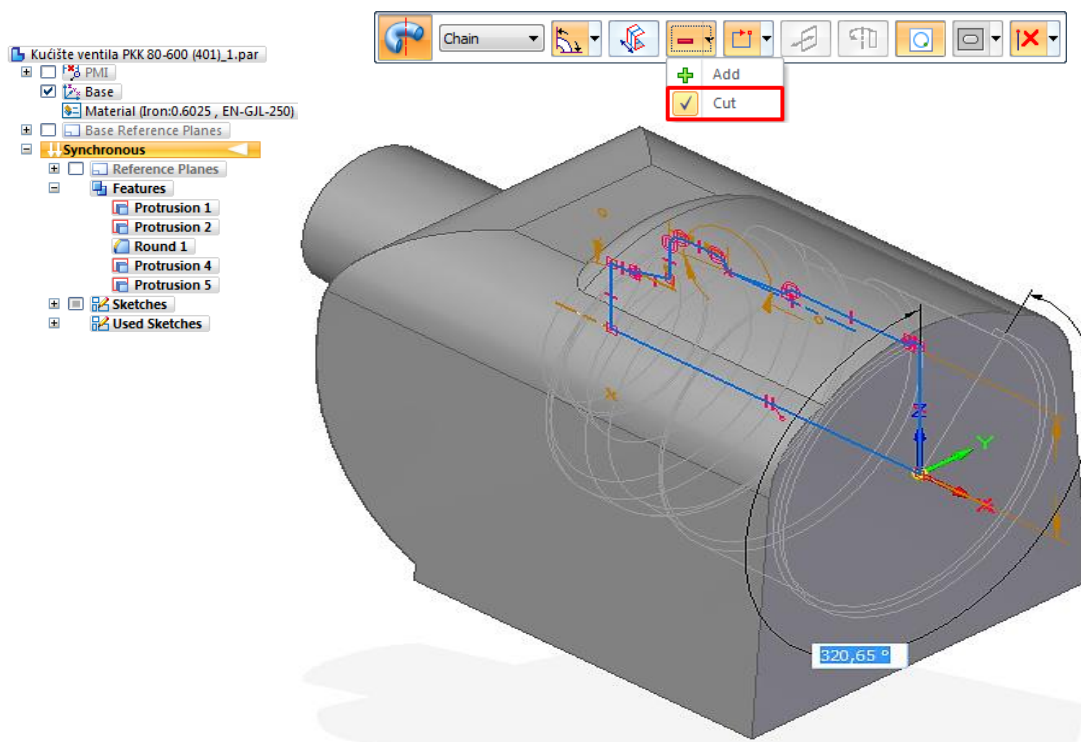 Chain
Add
Cut
Kućište ventila PKK 80-600 (401)_1.par
PMI
Base
Material (Iron:0.6025 , EN-GJL-250)
Base Reference Planes
Synchronous
Reference Planes
Features
Protrusion 1
Protrusion 2
Round 1
Protrusion 4
Protrusion 5
Sketches
Used Sketches
Z
Y
X
320,65 °